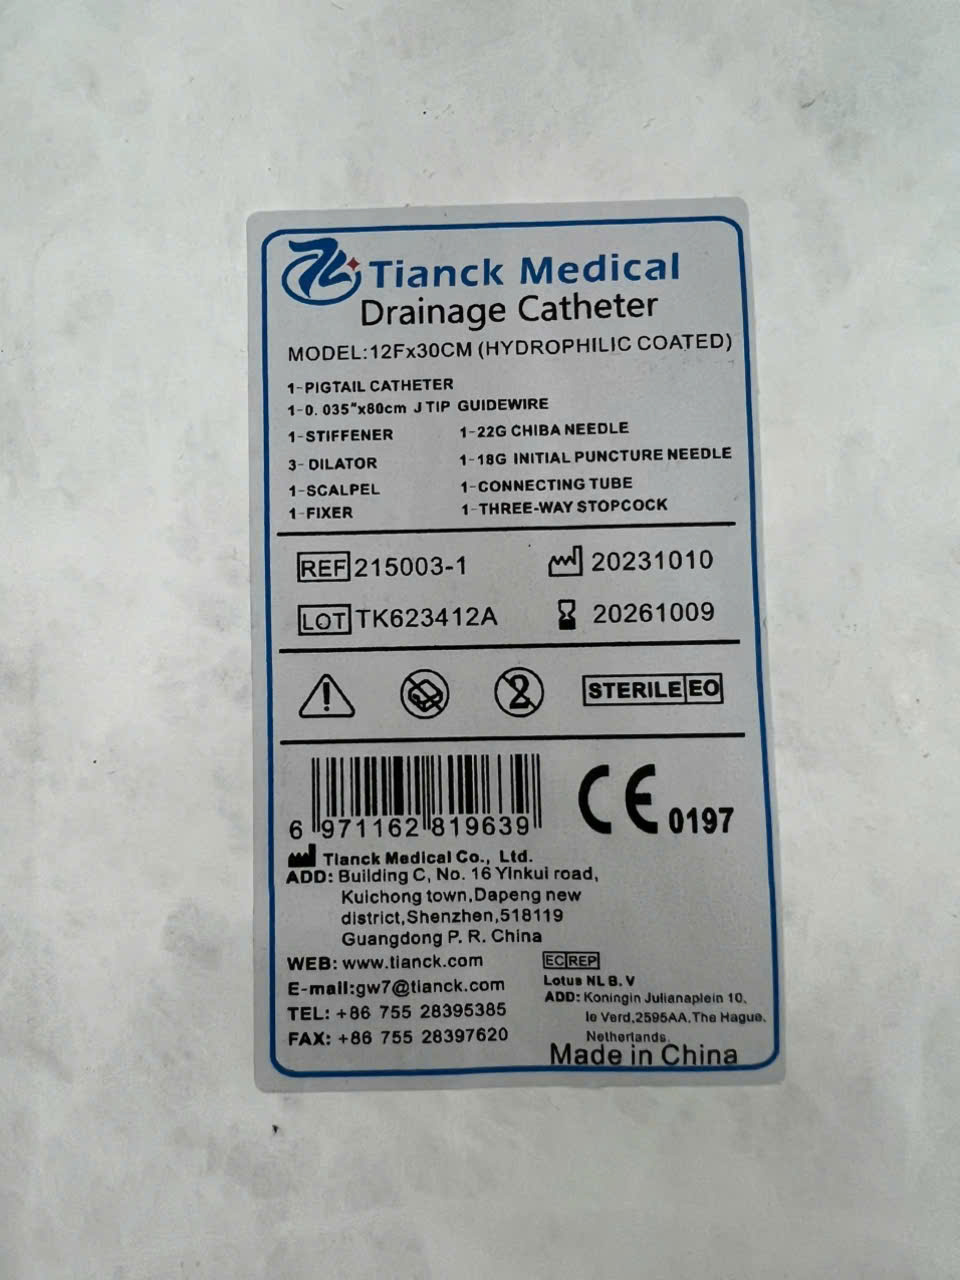 Tianck Medical
Drainage Catheter
MODEL:12Fx30CM (HYDROPHILIC COATED)
1-PIGTAIL CATHETER
1-0.035"x80cm J TIP GUIDEWIRE
1-STIFFENER 1-22G CHIBA NEEDLE
3- DILATOR 1-18G INITIAL PUNCTURE NEEDLE
1-SCALPEL 1-CONNECTING TUBE
1-FIXER 1-THREE-WAY STOPCOCK
REF 215003-1 20231010
LOT TK623412A 20261009
STERILE EO
6 971162 819639
CE 0197
Tianck Medical Co., Ltd.
ADD: Building C, No. 16 Yinkui road,
Kuichong town,Dapeng new
district,Shenzhen,518119
Guangdong P. R. China
WEB: www.tianck.com
E-mail:gw7@tianck.com
TEL: +86 755 28395385
FAX: +86 755 28397620
EC REP
Lotus NL B.V
ADD: Koningin Julianaplein 10,
le Verd,2595AA,The Hague,
Netherlands.
Made in China